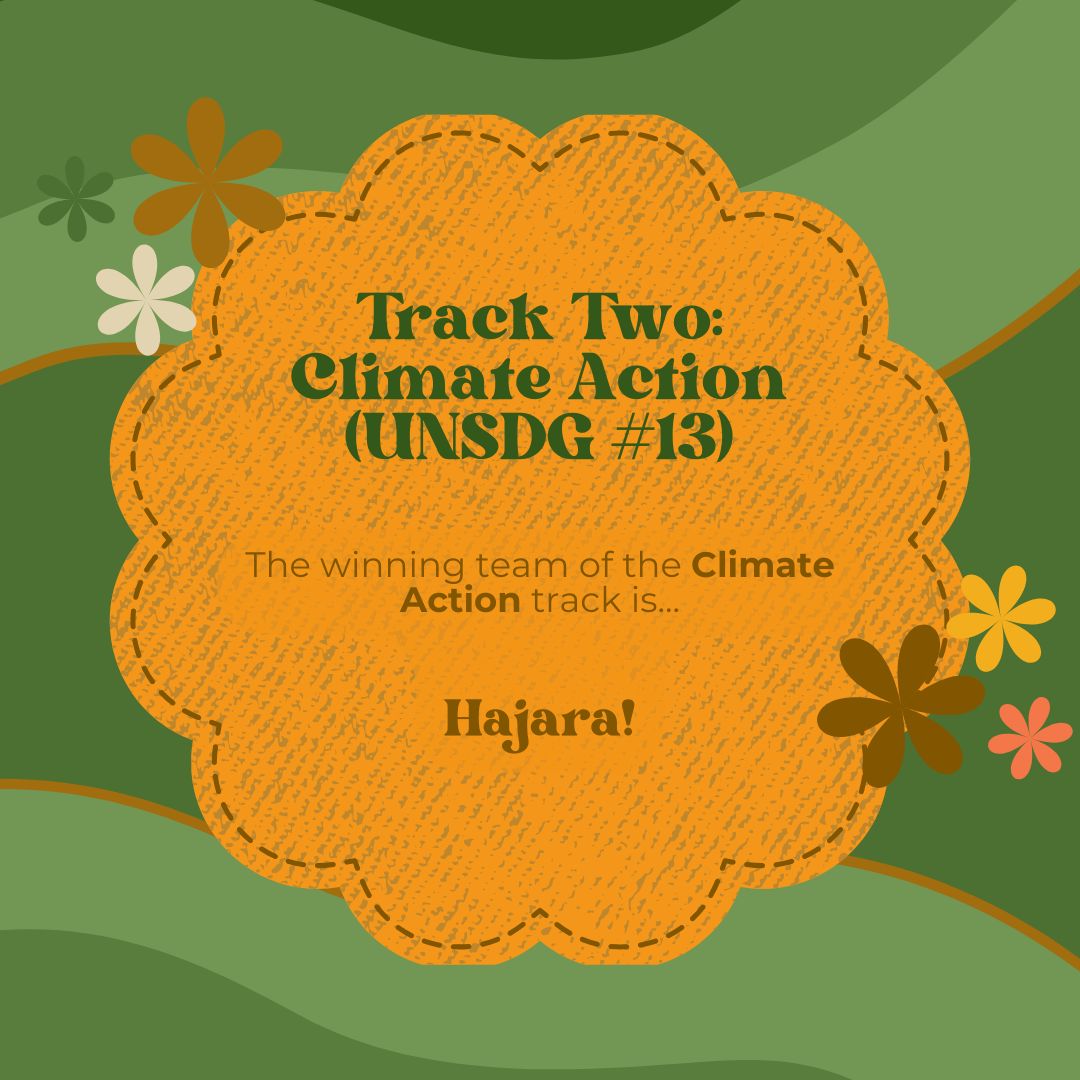 Track Two:
Climate Action
(UNSDG #13)
The winning team of the Climate
Action track is...
Hajara!